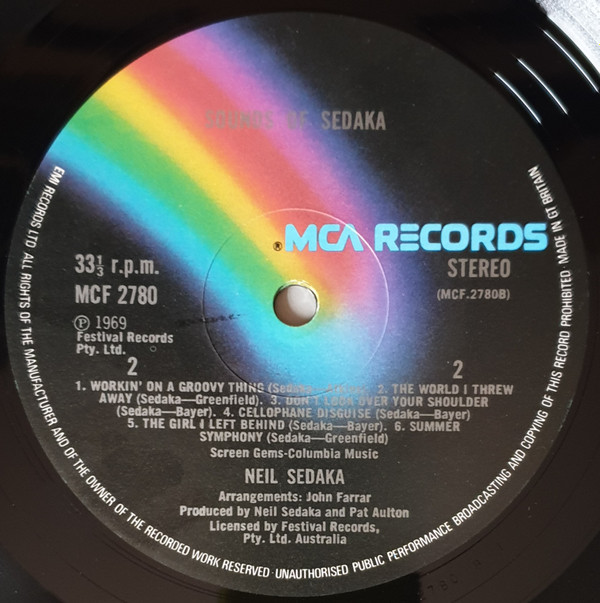 SOUNDS OF SEDAKA
® MCA RECORDS
33⅓ r.p.m.
STEREO
MCF 2780
(MCF.2780B)
Ⓟ 1969
Festival Records
Pty. Ltd.
2
2
1. WORKIN' ON A GROOVY THING (Sedaka—). 2. THE WORLD I THREW
AWAY (Sedaka—Greenfield). 3. DON'T LOOK OVER YOUR SHOULDER
(Sedaka—Bayer). 4. CELLOPHANE DISGUISE (Sedaka—Bayer)
5. THE GIRL I LEFT BEHIND (Sedaka—Bayer). 6. SUMMER
SYMPHONY (Sedaka—Greenfield)
Screen Gems-Columbia Music
NEIL SEDAKA
Arrangements: John Farrar
Produced by Neil Sedaka and Pat Aulton
Licensed by Festival Records,
Pty. Ltd. Australia
EMI RECORDS LTD ALL RIGHTS OF THE MANUFACTURER AND OF THE OWNER OF THE RECORDED WORK RESERVED · UNAUTHORISED PUBLIC PERFORMANCE BROADCASTING AND COPYING OF THIS RECORD PROHIBITED MADE IN GT BRITAIN